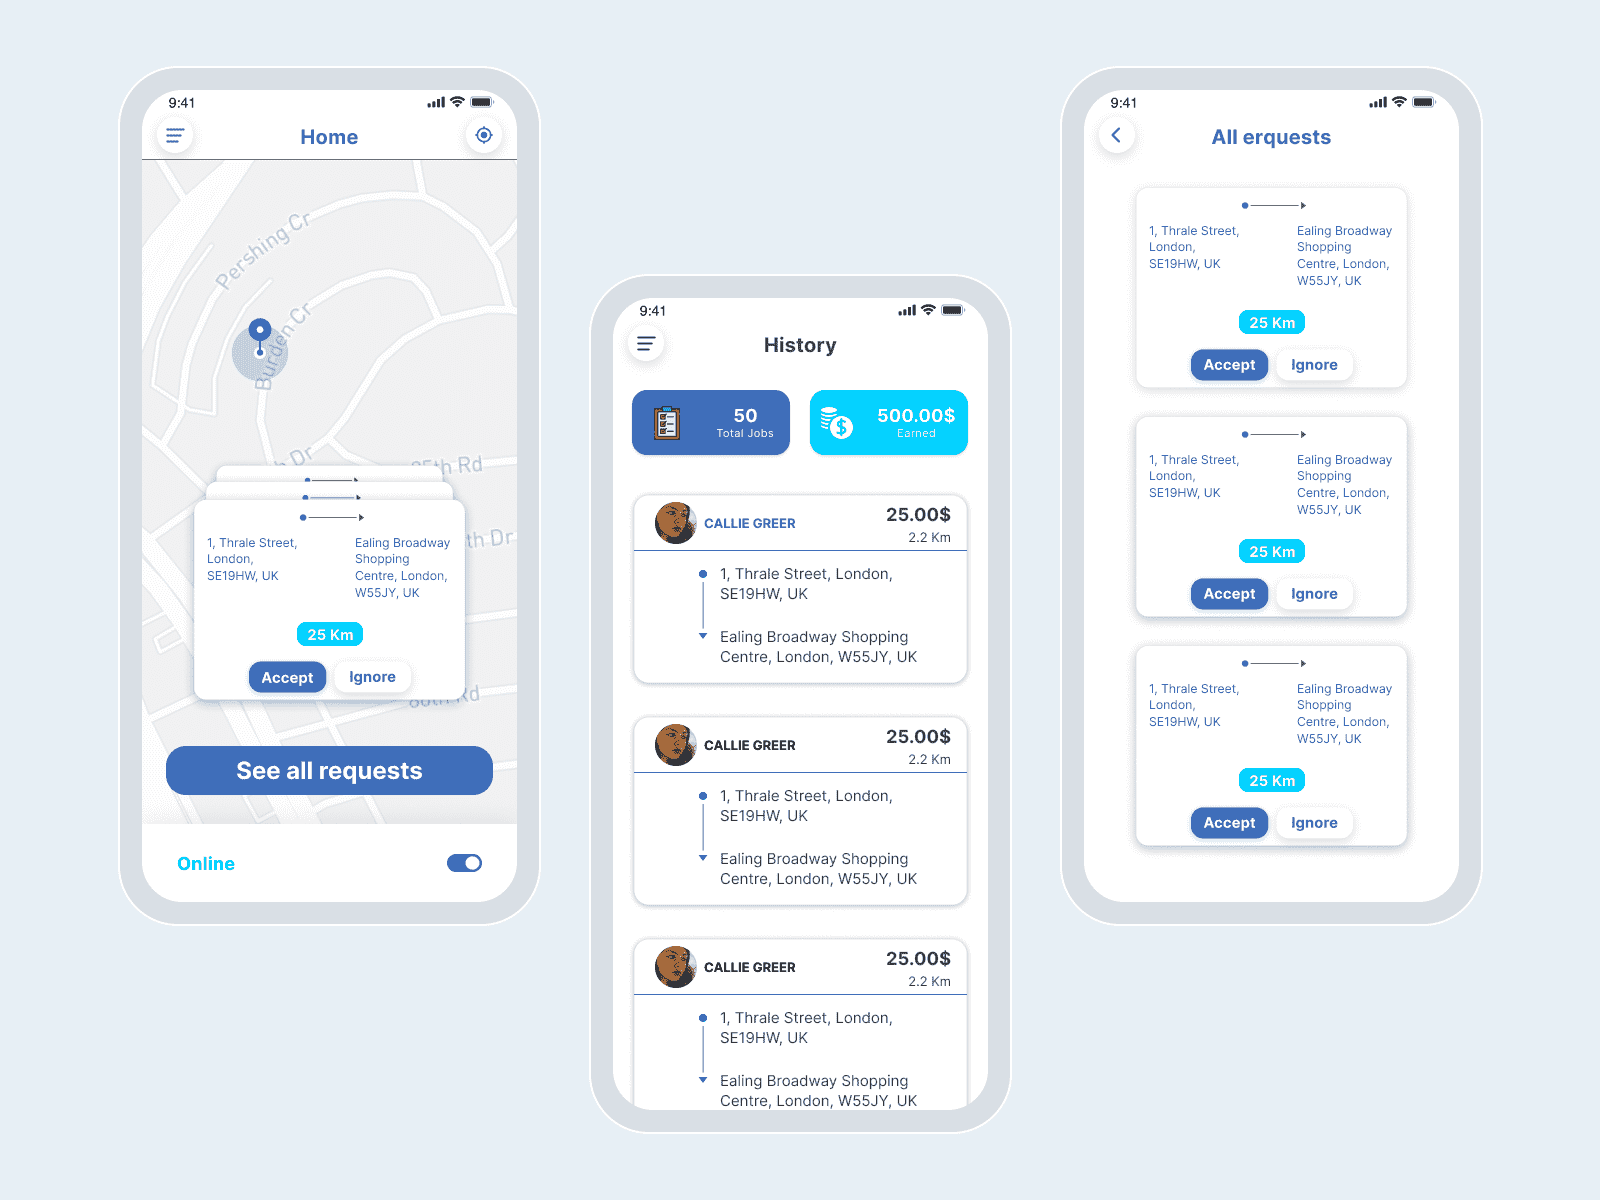 9:41
Home
Pershing Cr
Burden Cr
Dr
85th Rd
th Dr
Rd
1, Thrale Street,
London,
SE19HW, UK
Ealing Broadway
Shopping
Centre, London,
W55JY, UK
25 Km
Accept
Ignore
See all requests
Online
9:41
History
50
Total Jobs
500.00$
Earned
CALLIE GREER
25.00$
2.2 Km
1, Thrale Street, London,
SE19HW, UK
Ealing Broadway Shopping
Centre, London, W55JY, UK
CALLIE GREER
25.00$
2.2 Km
1, Thrale Street, London,
SE19HW, UK
Ealing Broadway Shopping
Centre, London, W55JY, UK
CALLIE GREER
25.00$
2.2 Km
1, Thrale Street, London,
SE19HW, UK
Ealing Broadway Shopping
Centre, London, W55JY, UK
9:41
All erquests
1, Thrale Street,
London,
SE19HW, UK
Ealing Broadway
Shopping
Centre, London,
W55JY, UK
25 Km
Accept
Ignore
1, Thrale Street,
London,
SE19HW, UK
Ealing Broadway
Shopping
Centre, London,
W55JY, UK
25 Km
Accept
Ignore
1, Thrale Street,
London,
SE19HW, UK
Ealing Broadway
Shopping
Centre, London,
W55JY, UK
25 Km
Accept
Ignore